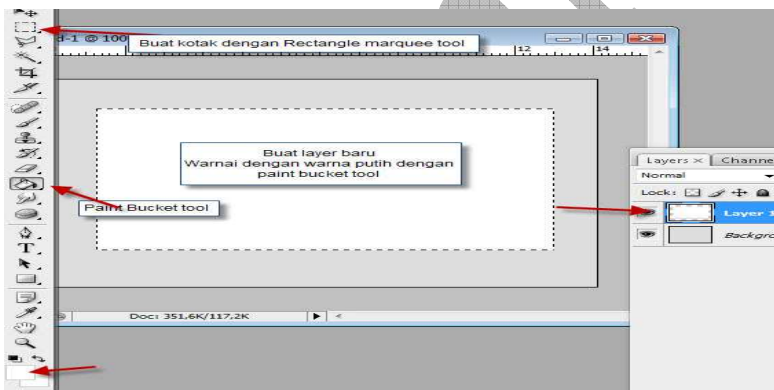 d-1 @ 100
Buat kotak dengan Rectangle marquee tool
12
14
Buat layer baru
Warnai dengan warna putih dengan
paint bucket tool
Paint Bucket tool
Layers × Channe
Normal
Lock:
Layer 1
Backgro
T
Doc: 351,6K/117,2K